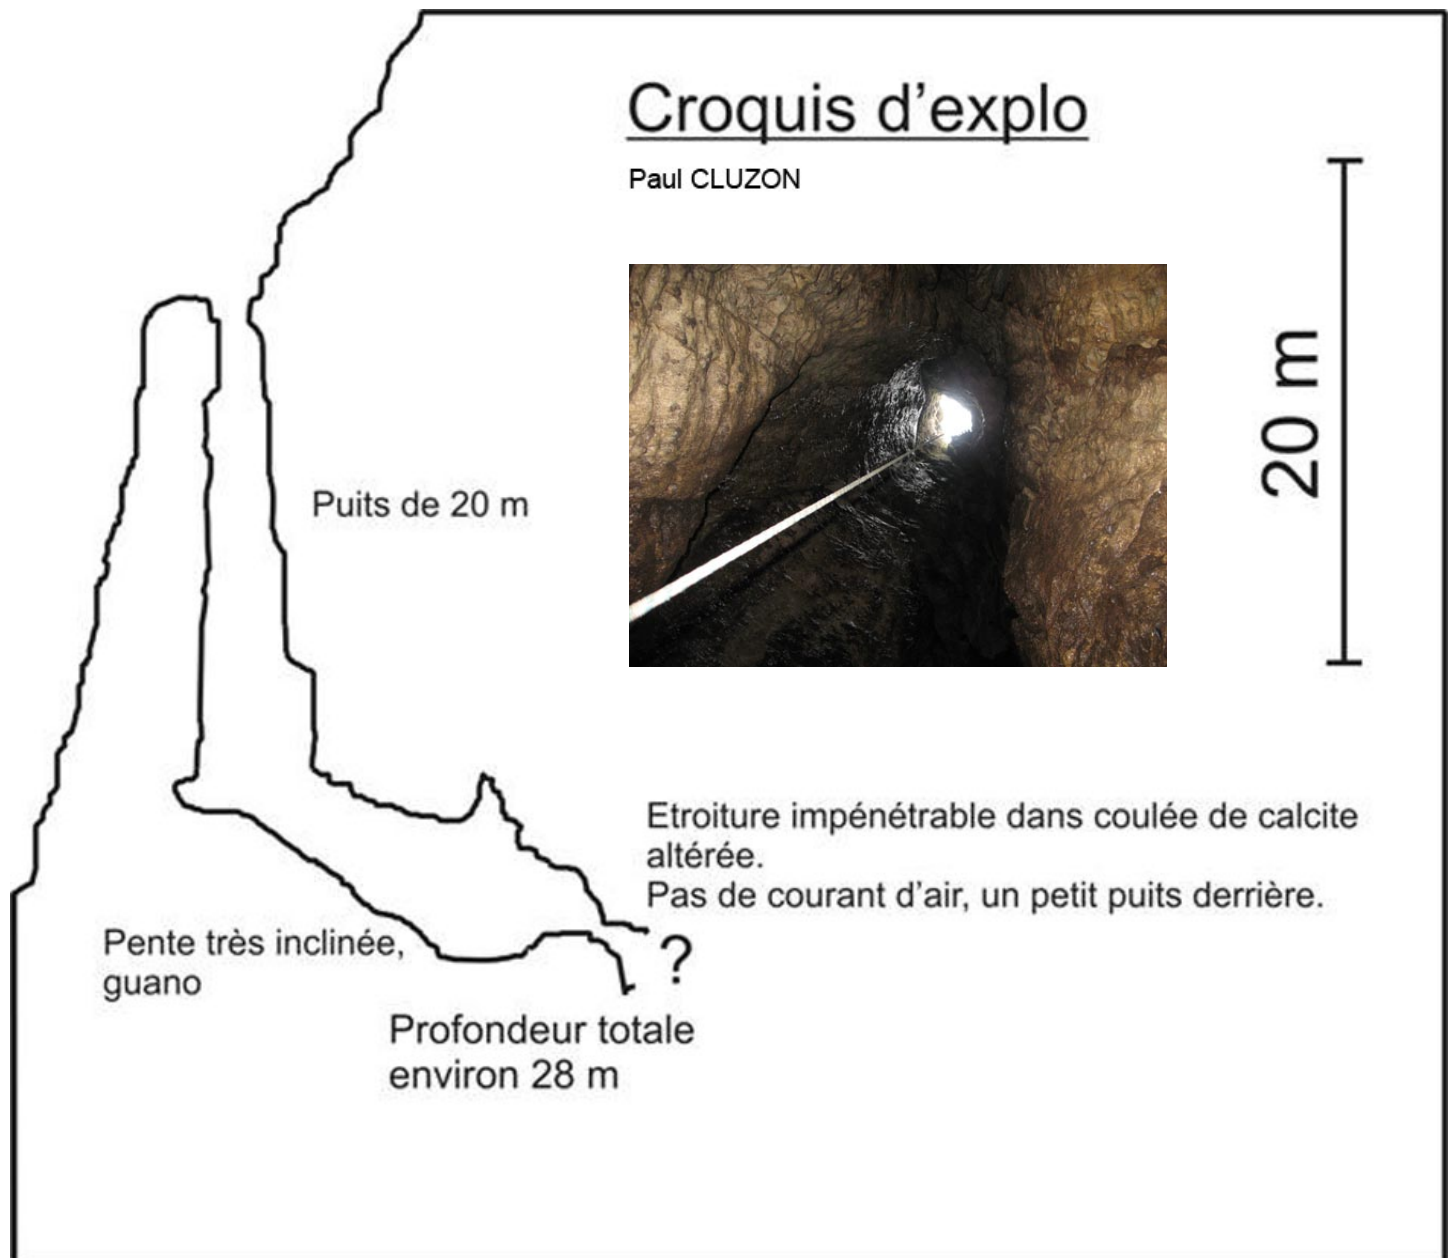 Croquis d'explo
Paul CLUZON
20 m
Puits de 20 m
Etroiture impénétrable dans coulée de calcite
altérée.
Pas de courant d'air, un petit puits derrière.
Pente très inclinée,
guano
?
Profondeur totale
environ 28 m